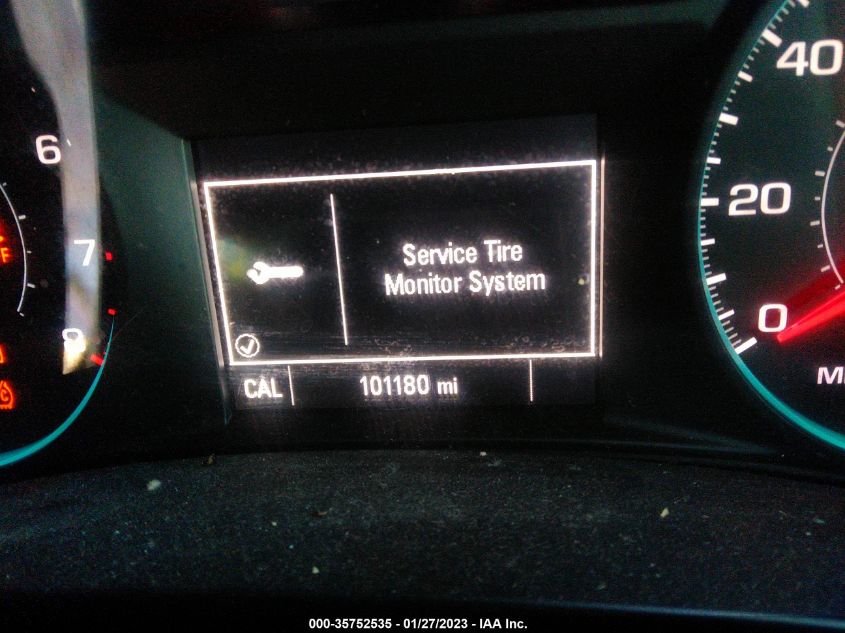 6
7
8
F
Service Tire
Monitor System
CAL
101180 mi
40
20
0
000-35752535 - 01/27/2023 - IAA Inc.